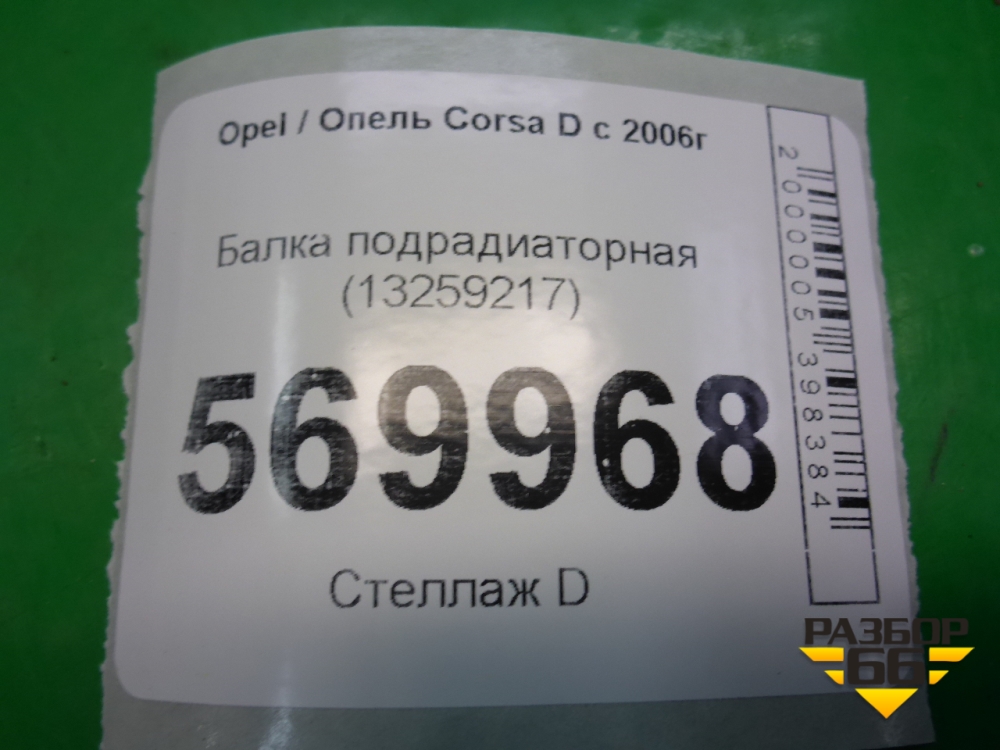 Opel / Опель Corsa D с 2006г
Балка подрадиаторная
(13259217)
569968
Стеллаж D
2000005398384
РАЗБОР
66